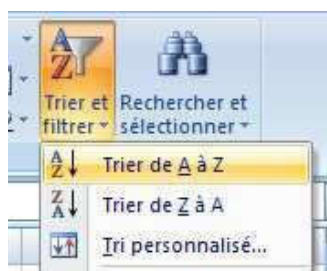 Trier et
filtrer
Rechercher et
sélectionner
Trier de A à Z
Trier de Z à A
Tri personnalisé...